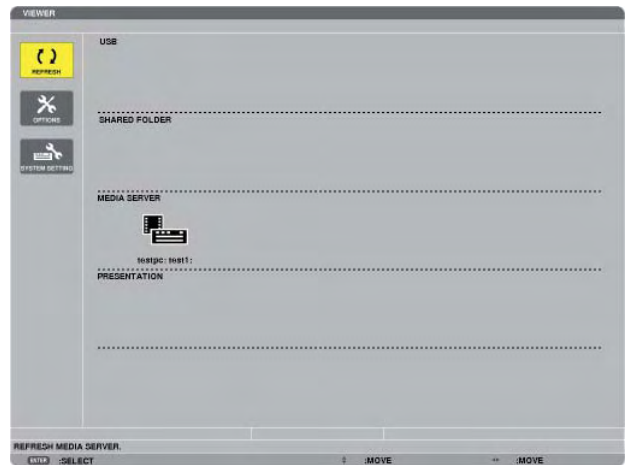 VIEWER
USB
REFRESH
OPTIONS
SHARED FOLDER
SYSTEM SETTING
MEDIA SERVER
testpc: test1:
PRESENTATION
REFRESH MEDIA SERVER.
ENTER :SELECT :MOVE :MOVE